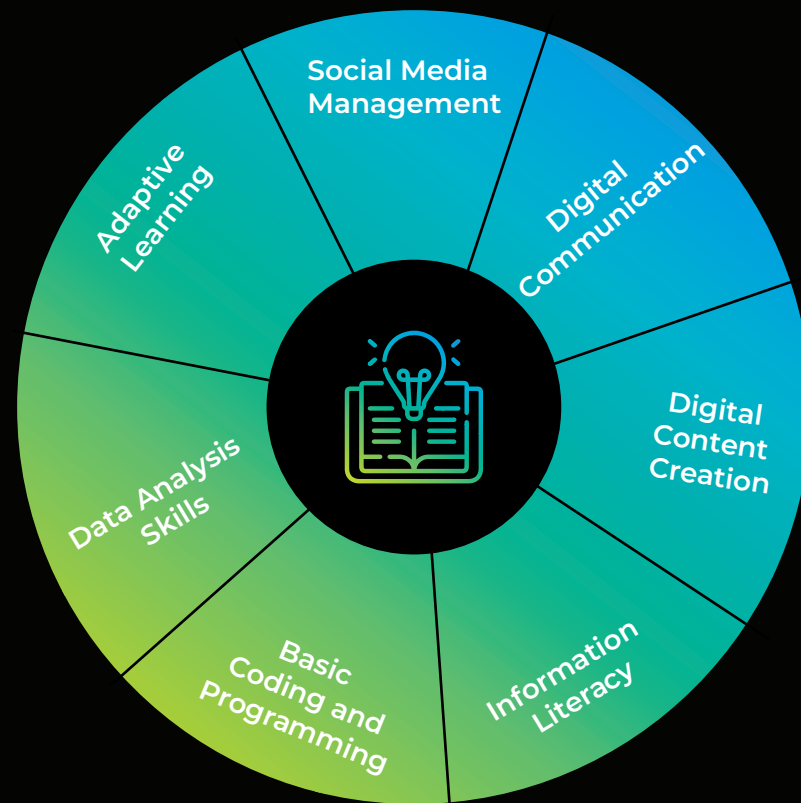 Social Media
Management
Digital
Communication
Digital
Content
Creation
Information
Literacy
Basic
Coding and
Programming
Data Analysis
Skills
Adaptive
Learning